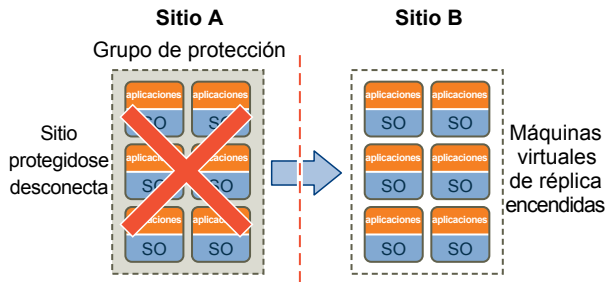 Sitio A
Sitio B
Grupo de protección
aplicaciones
aplicaciones
SO
SO
aplicaciones
aplicaciones
SO
SO
aplicaciones
aplicaciones
SO
SO
Sitio
protegidose
desconecta
aplicaciones
aplicaciones
SO
SO
aplicaciones
aplicaciones
SO
SO
aplicaciones
aplicaciones
SO
SO
Máquinas
virtuales
de réplica
encendidas